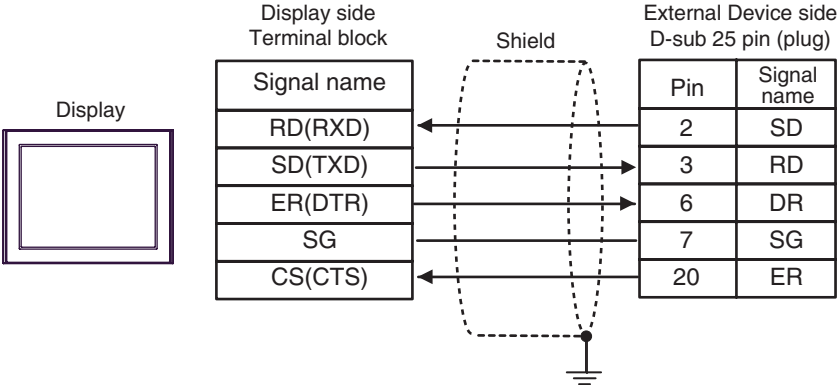 Display side
Terminal block
Shield
External Device side
D-sub 25 pin (plug)
Display
Signal name
Pin
Signal
name
RD(RXD)
2
SD
SD(TXD)
3
RD
ER(DTR)
6
DR
SG
7
SG
CS(CTS)
20
ER